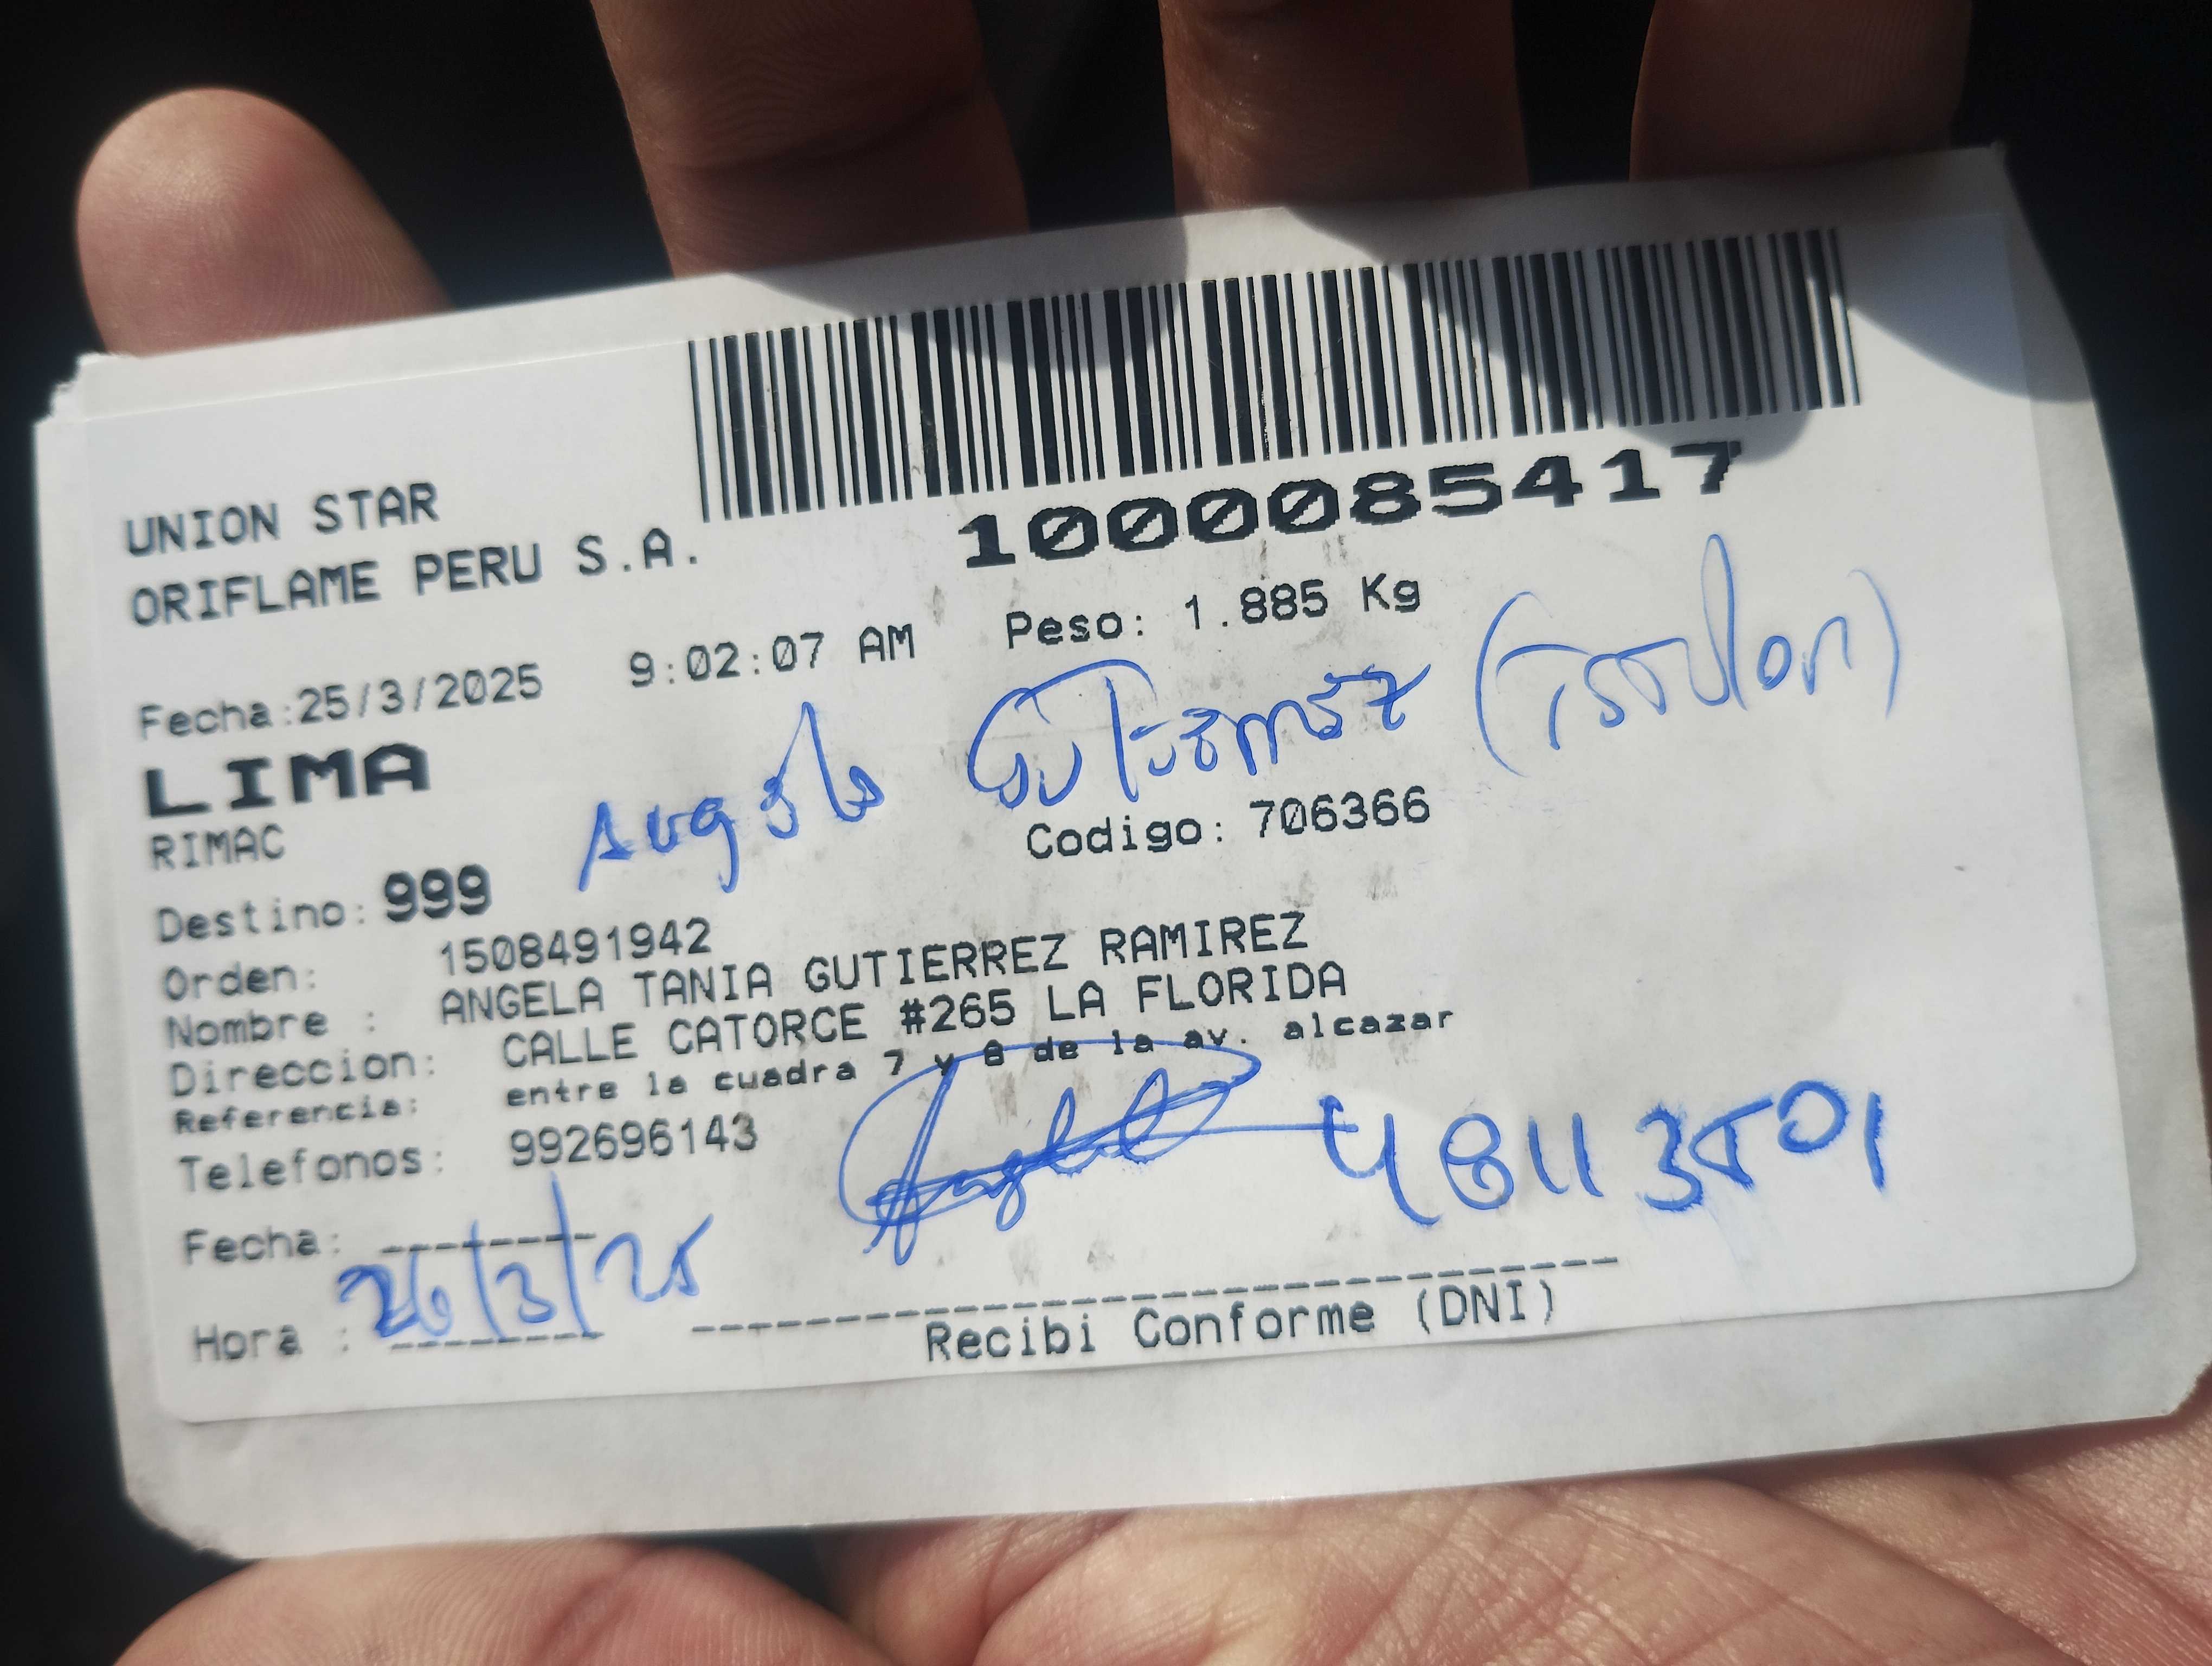 UNION STAR
ORIFLAME PERU S.A.
1000085417
Fecha:25/3/2025 9:02:07 AM Peso: 1.885 Kg
LIMA
Angela Gutierrez (Titular)
RIMAC
Codigo: 706366
Destino: 999
Orden: 1508491942
Nombre : ANGELA TANIA GUTIERREZ RAMIREZ
Direccion: CALLE CATORCE #265 LA FLORIDA
Referencia: entre la cuadra 7 y 8 de la av. alcazar
Telefonos: 992696143
48113501
Fecha:
26/3/25
Hora :
Recibi Conforme (DNI)